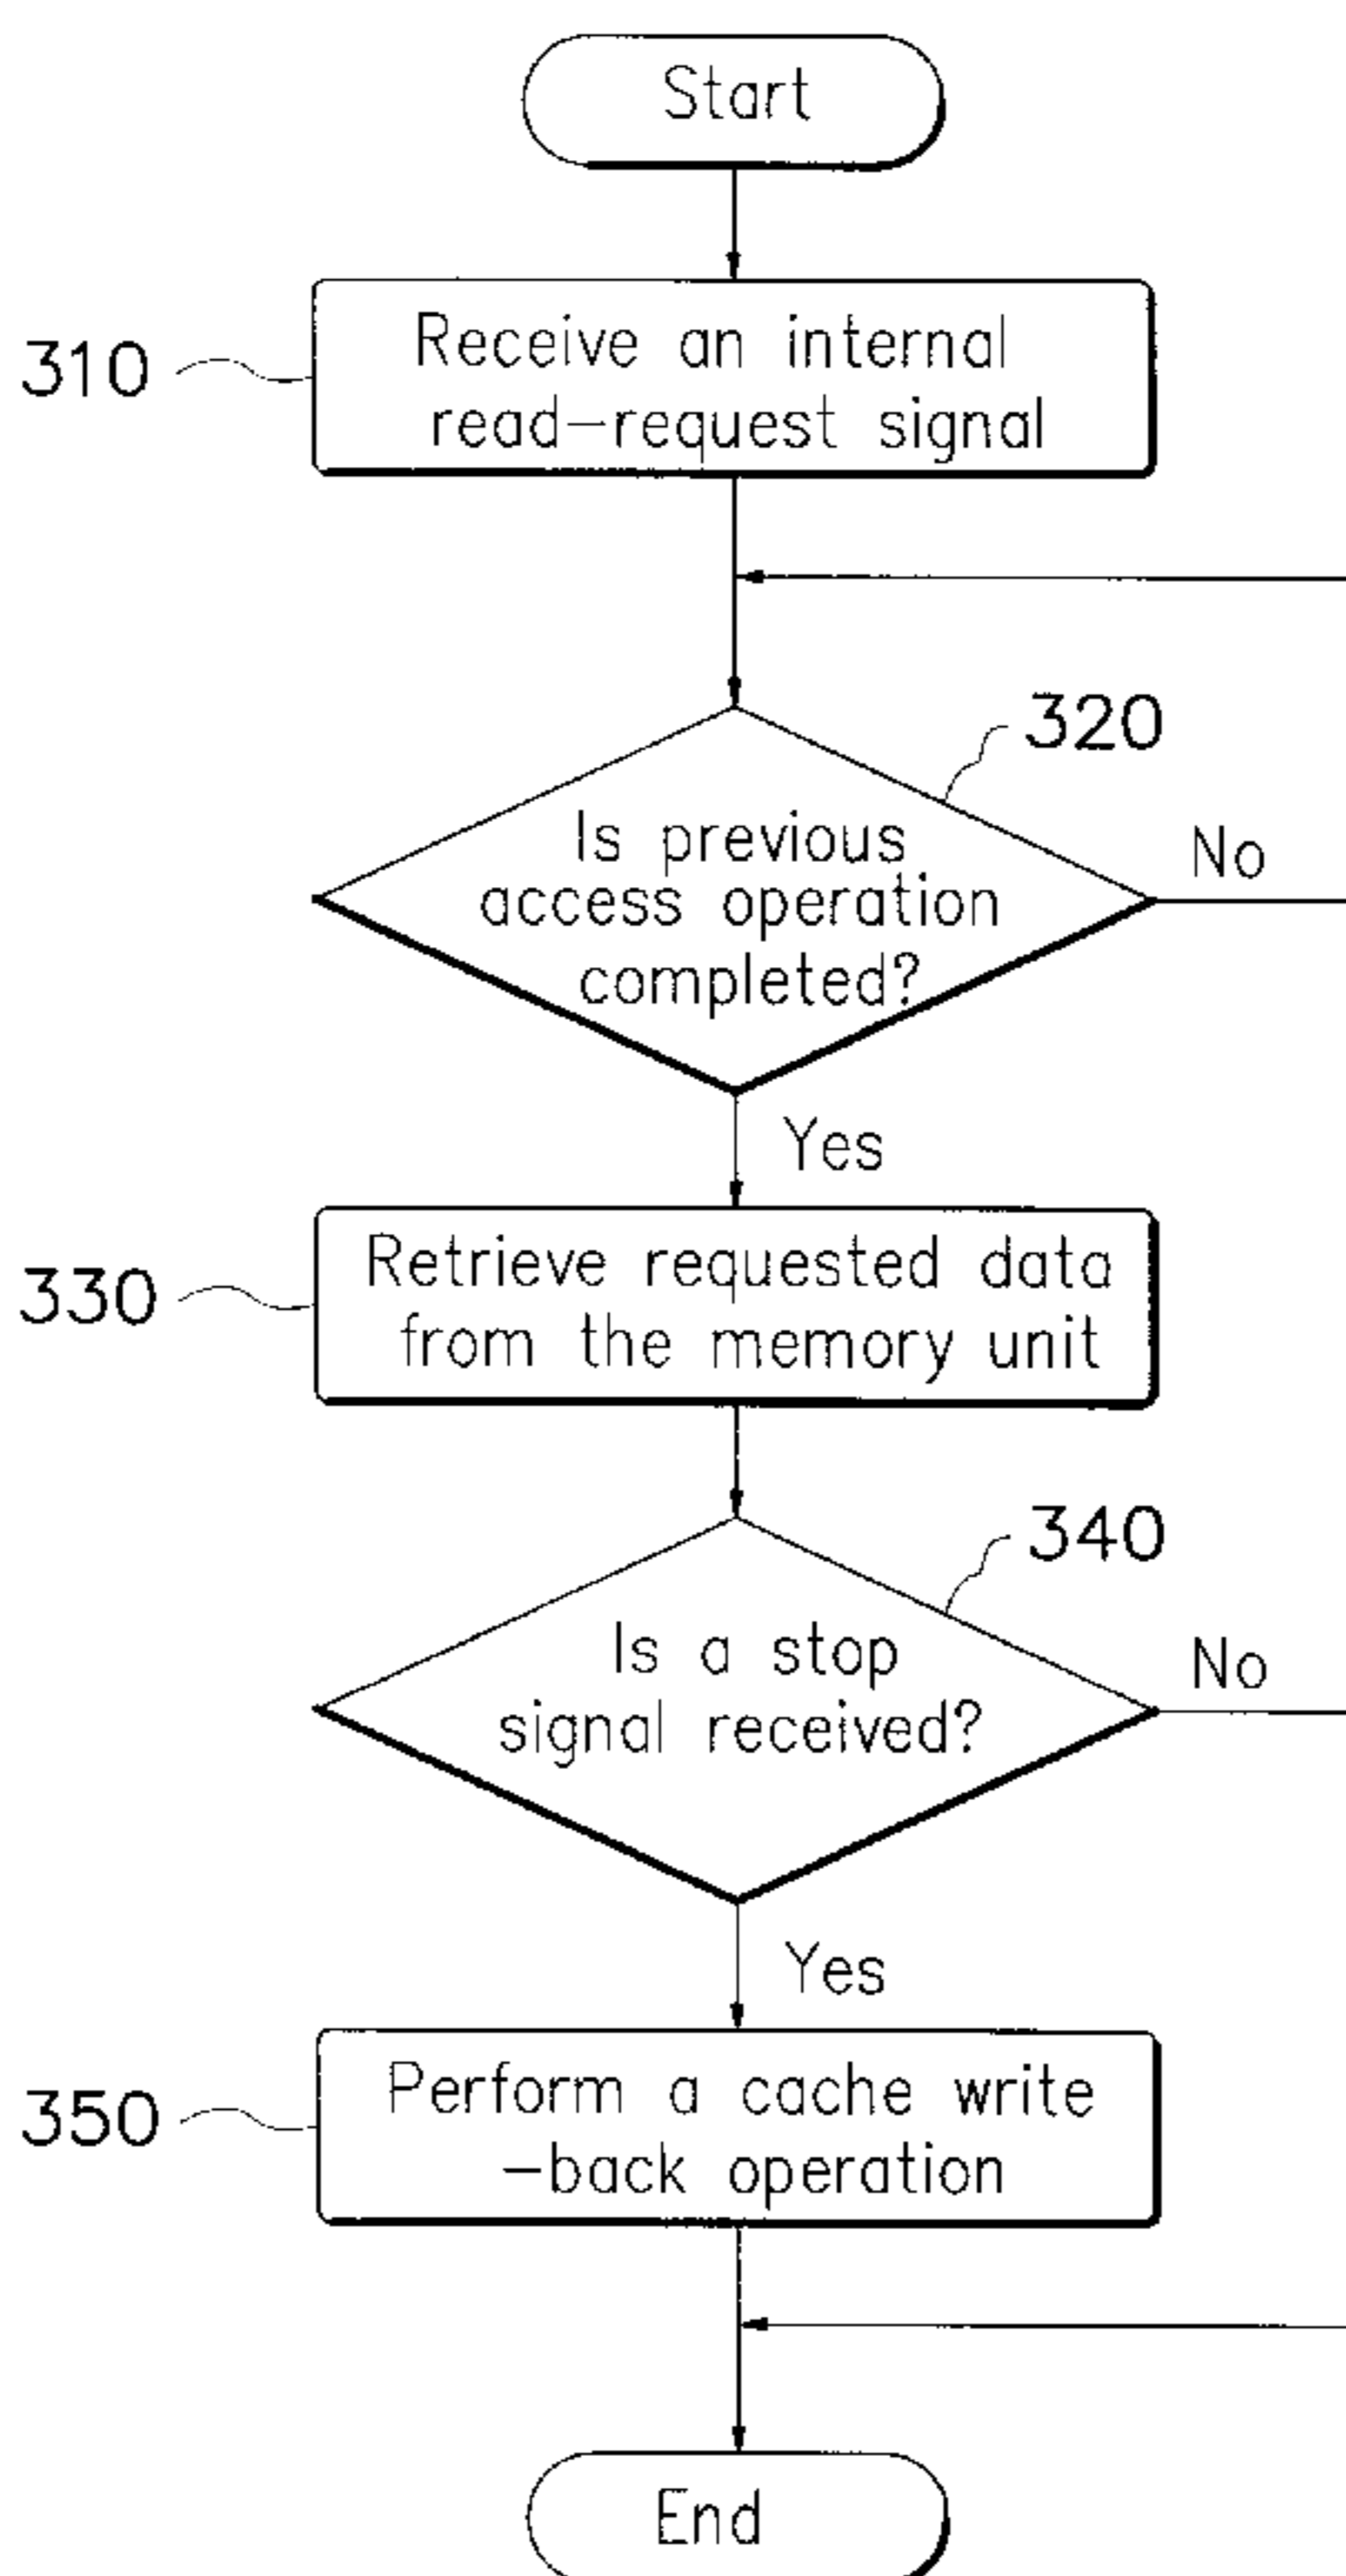 Start
310
Receive an internal
read-request signal
320
Is previous
access operation
completed?
No
Yes
330
Retrieve requested data
from the memory unit
340
Is a stop
signal received?
No
Yes
350
Perform a cache write
-back operation
End